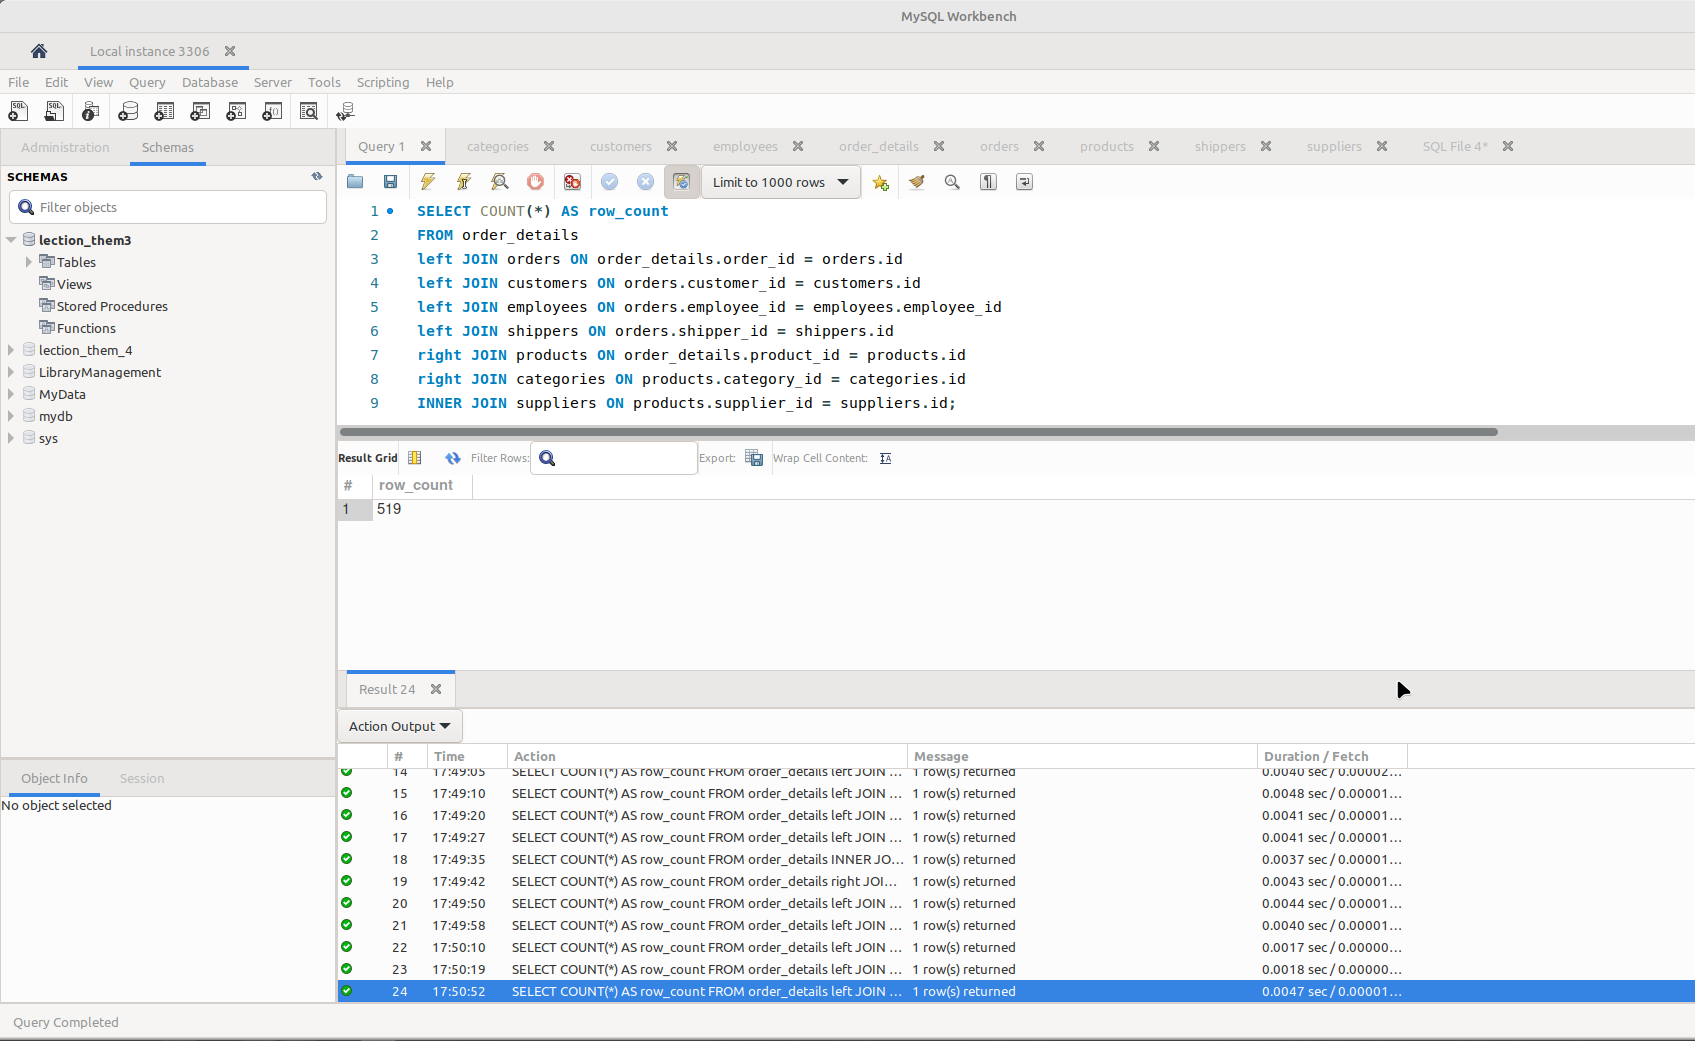 MySQL Workbench
Local instance 3306
File Edit View Query Database Server Tools Scripting Help
Administration Schemas
SCHEMAS
Filter objects
lection_them3
Tables
Views
Stored Procedures
Functions
lection_them_4
LibraryManagement
MyData
mydb
sys
Object Info Session
No object selected
Query 1 categories customers employees order_details orders products shippers suppliers SQL File 4*
Limit to 1000 rows
1 SELECT COUNT(*) AS row_count
2 FROM order_details
3 left JOIN orders ON order_details.order_id = orders.id
4 left JOIN customers ON orders.customer_id = customers.id
5 left JOIN employees ON orders.employee_id = employees.employee_id
6 left JOIN shippers ON orders.shipper_id = shippers.id
7 right JOIN products ON order_details.product_id = products.id
8 right JOIN categories ON products.category_id = categories.id
9 INNER JOIN suppliers ON products.supplier_id = suppliers.id;
Result Grid Filter Rows: Export: Wrap Cell Content:
# row_count
1 519
Result 24
Action Output
# Time Action Message Duration / Fetch
14 17:49:05 SELECT COUNT(*) AS row_count FROM order_details left JOIN ... 1 row(s) returned 0.0040 sec / 0.00002...
15 17:49:10 SELECT COUNT(*) AS row_count FROM order_details left JOIN ... 1 row(s) returned 0.0048 sec / 0.00001...
16 17:49:20 SELECT COUNT(*) AS row_count FROM order_details left JOIN ... 1 row(s) returned 0.0041 sec / 0.00001...
17 17:49:27 SELECT COUNT(*) AS row_count FROM order_details left JOIN ... 1 row(s) returned 0.0041 sec / 0.00001...
18 17:49:35 SELECT COUNT(*) AS row_count FROM order_details INNER JO... 1 row(s) returned 0.0037 sec / 0.00001...
19 17:49:42 SELECT COUNT(*) AS row_count FROM order_details right JOI... 1 row(s) returned 0.0043 sec / 0.00001...
20 17:49:50 SELECT COUNT(*) AS row_count FROM order_details left JOIN ... 1 row(s) returned 0.0044 sec / 0.00001...
21 17:49:58 SELECT COUNT(*) AS row_count FROM order_details left JOIN ... 1 row(s) returned 0.0040 sec / 0.00001...
22 17:50:10 SELECT COUNT(*) AS row_count FROM order_details left JOIN ... 1 row(s) returned 0.0017 sec / 0.00000...
23 17:50:19 SELECT COUNT(*) AS row_count FROM order_details left JOIN ... 1 row(s) returned 0.0018 sec / 0.00000...
24 17:50:52 SELECT COUNT(*) AS row_count FROM order_details left JOIN ... 1 row(s) returned 0.0047 sec / 0.00001...
Query Completed